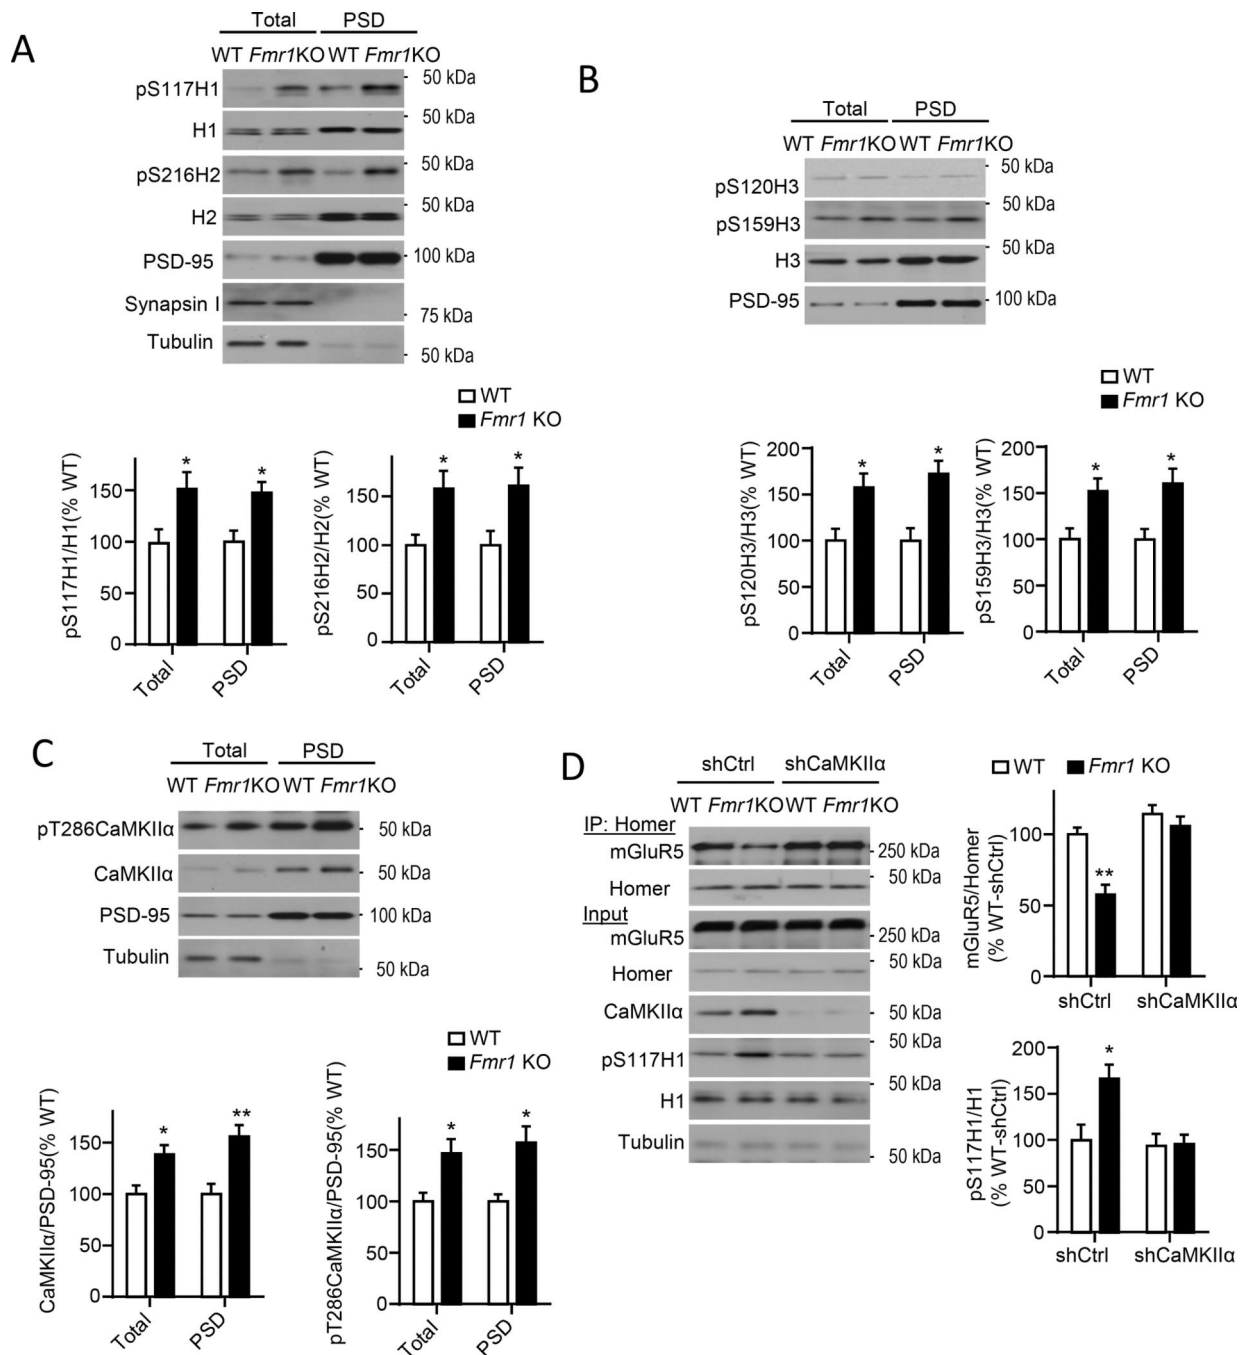 A
Total PSD
WT Fmr1KO WT Fmr1KO
pS117H1 50 kDa
H1 50 kDa
pS216H2 50 kDa
H2 50 kDa
PSD-95 100 kDa
Synapsin I 75 kDa
Tubulin 50 kDa
WT
Fmr1 KO
pS117H1/H1(% WT)
150
100
50
0
Total PSD
pS216H2/H2(% WT)
200
150
100
50
0
Total PSD
* * * *
B
Total PSD
WT Fmr1KO WT Fmr1KO
pS120H3 50 kDa
pS159H3 50 kDa
H3 50 kDa
PSD-95 100 kDa
WT
Fmr1 KO
pS120H3/H3(% WT)
200
150
100
50
0
Total PSD
pS159H3/H3(% WT)
200
150
100
50
0
Total PSD
* * * *
C
Total PSD
WT Fmr1KO WT Fmr1KO
pT286CaMKIIα 50 kDa
CaMKIIα 50 kDa
PSD-95 100 kDa
Tubulin 50 kDa
WT
Fmr1 KO
CaMKIIα/PSD-95(% WT)
150
100
50
0
Total PSD
* **
pT286CaMKIIα/PSD-95(% WT)
150
100
50
0
Total PSD
* *
D
shCtrl shCaMKIIα
WT Fmr1KO WT Fmr1KO
IP: Homer
mGluR5 250 kDa
Homer 50 kDa
Input
mGluR5 250 kDa
Homer 50 kDa
CaMKIIα 50 kDa
pS117H1 50 kDa
H1 50 kDa
Tubulin 50 kDa
WT Fmr1 KO
mGluR5/Homer
(% WT-shCtrl)
100
50
0
**
shCtrl shCaMKIIα
pS117H1/H1
(% WT-shCtrl)
200
150
100
50
0
*
shCtrl shCaMKIIα